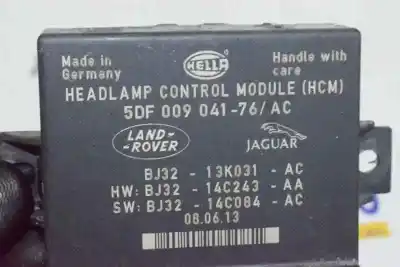 Made in
Germany
HELLA
Handle with
care
HEADLAMP CONTROL MODULE (HCM)
5DF 009 041-76/AC
LAND-
-ROVER
JAGUAR
BJ32 - 13K031 - AC
HW: BJ32 - 14C243 - AA
SW: BJ32 - 14C084 - AC
08.06.13